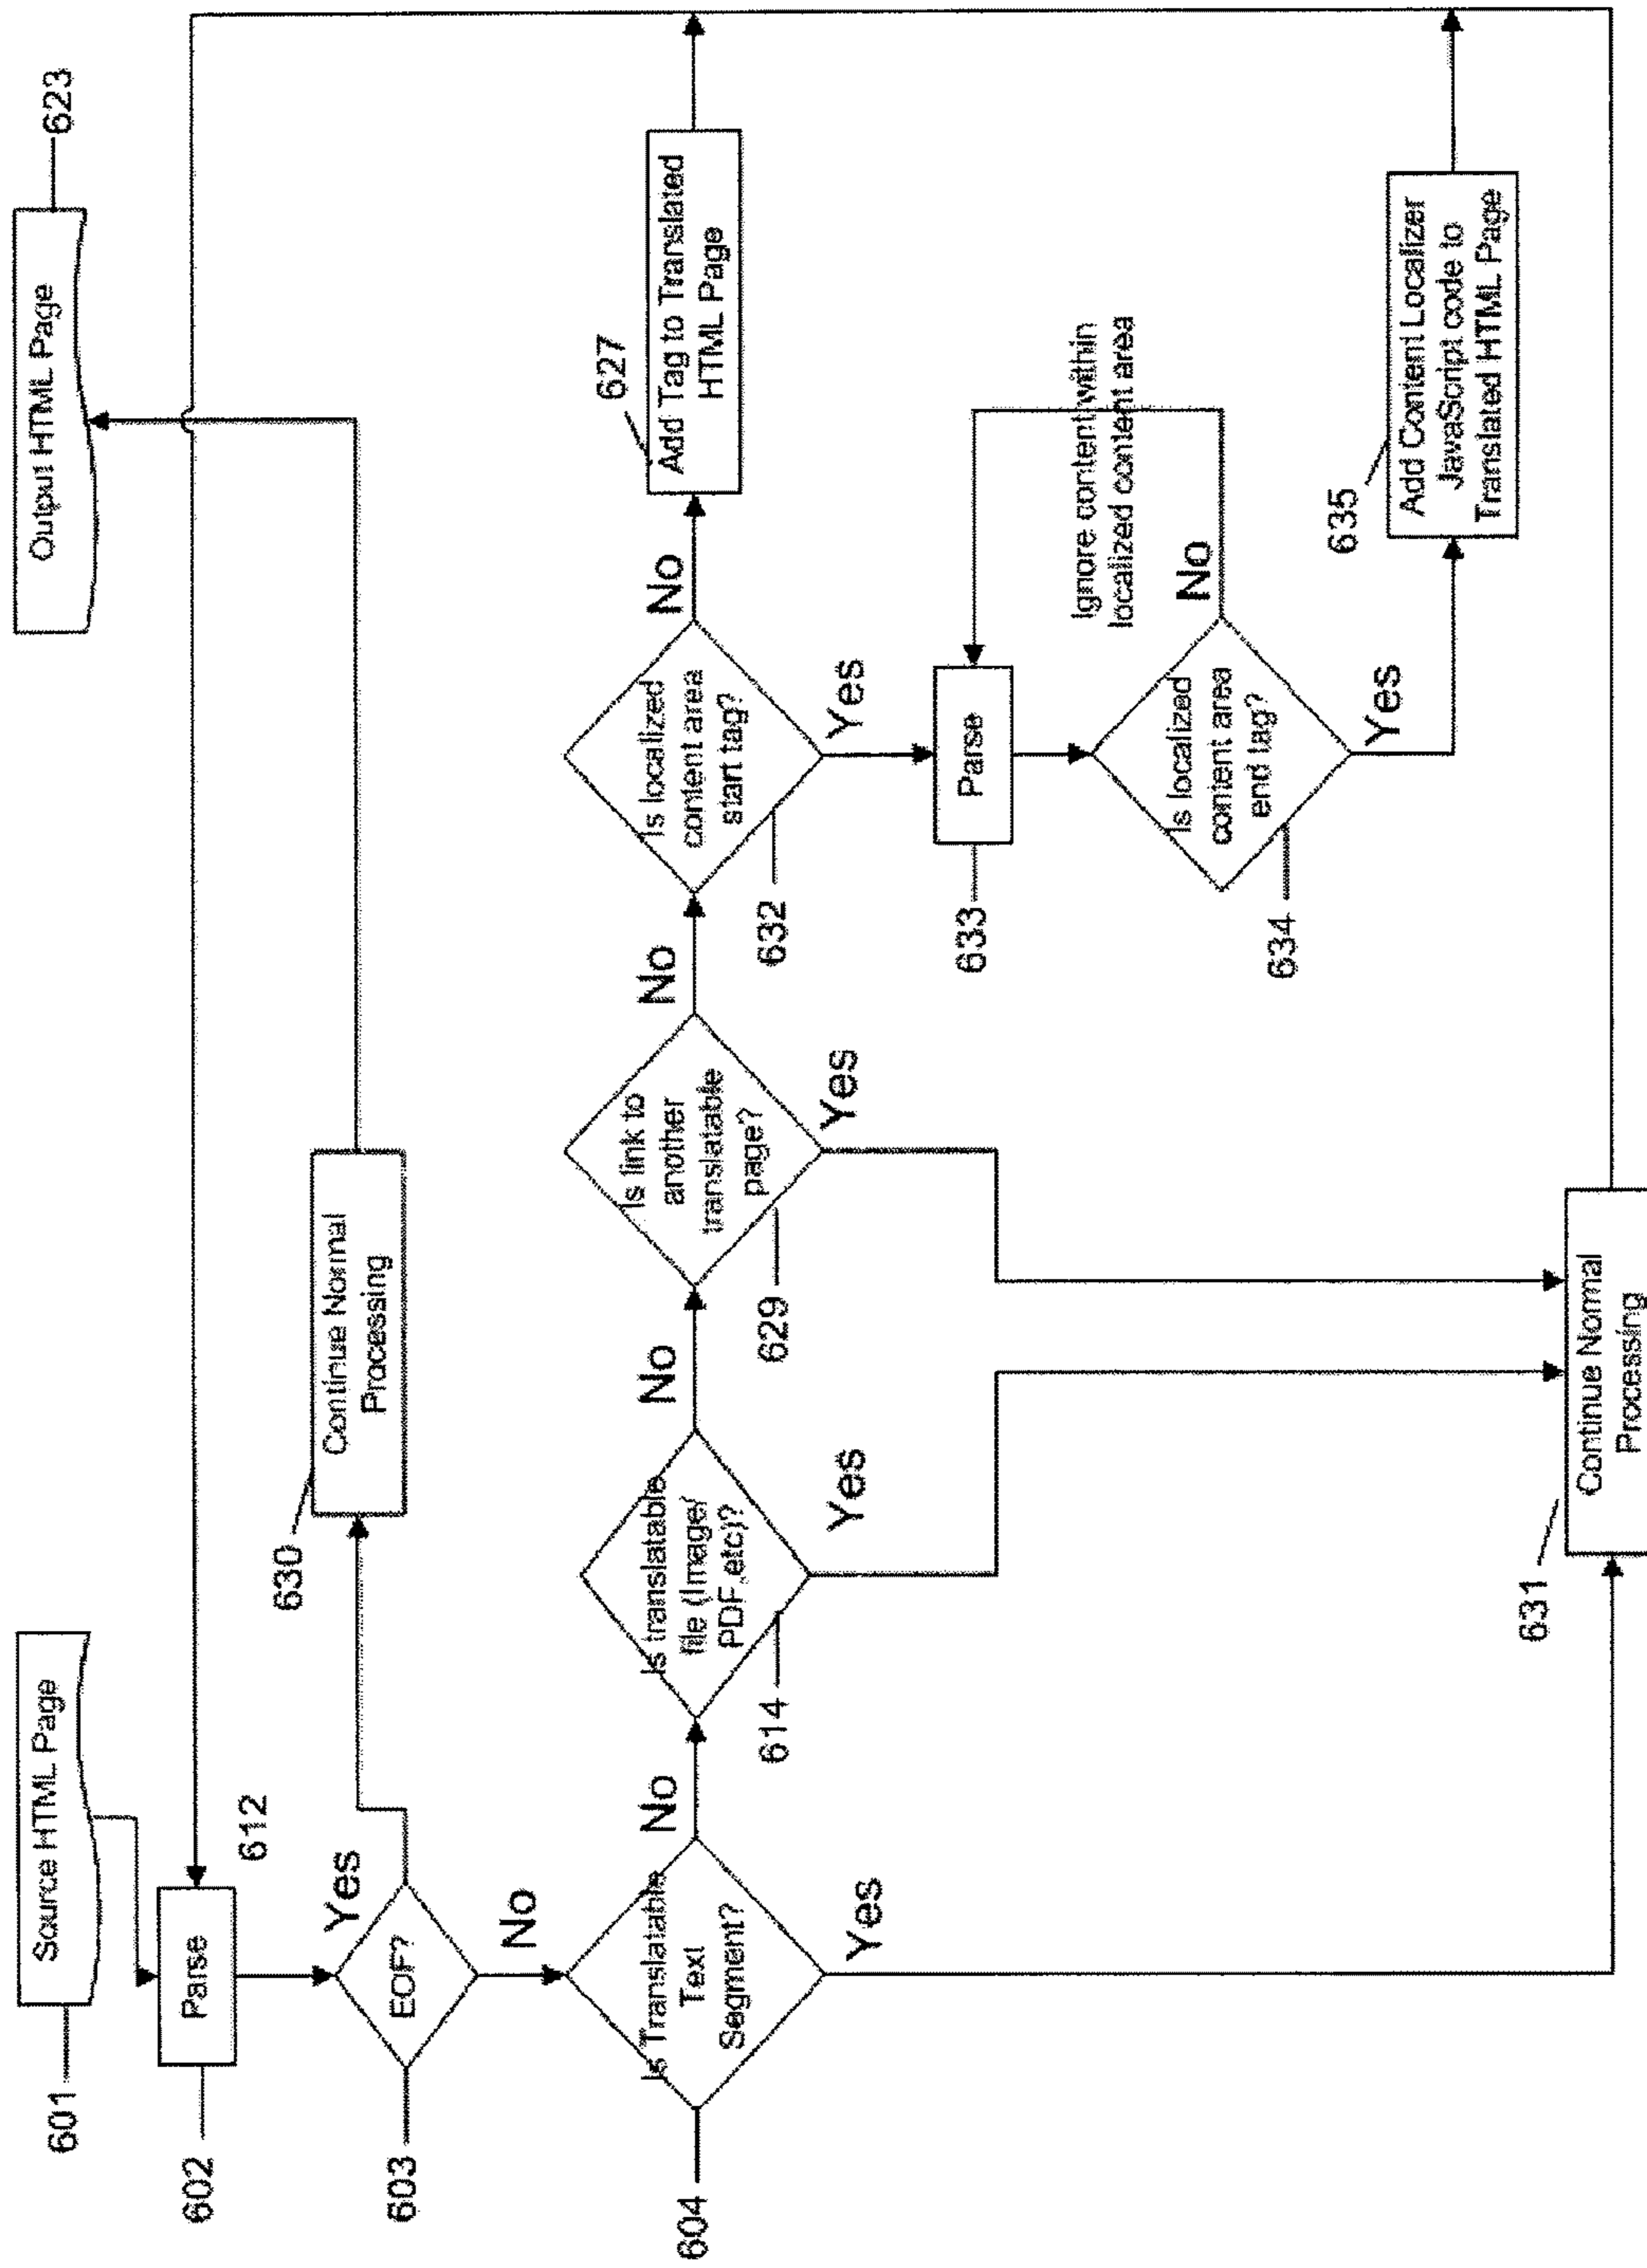 601
Source HTML Page
Output HTML Page
623
602
Parse
612
603
EOF?
Yes
No
630
Continue Normal
Processing
604
Is Translatable
Text
Segment?
No
Yes
614
Is translatable
file (Image/
PDF,etc)?
No
Yes
629
Is link to
another
translatable
page?
No
Yes
632
Is localized
content area
start tag?
No
Yes
627
Add Tag to Translated
HTML Page
633
Parse
Ignore content within
localized content area
634
Is localized
content area
end tag?
No
Yes
635
Add Content Localizer
JavaScript code to
Translated HTML Page
631
Continue Normal
Processing